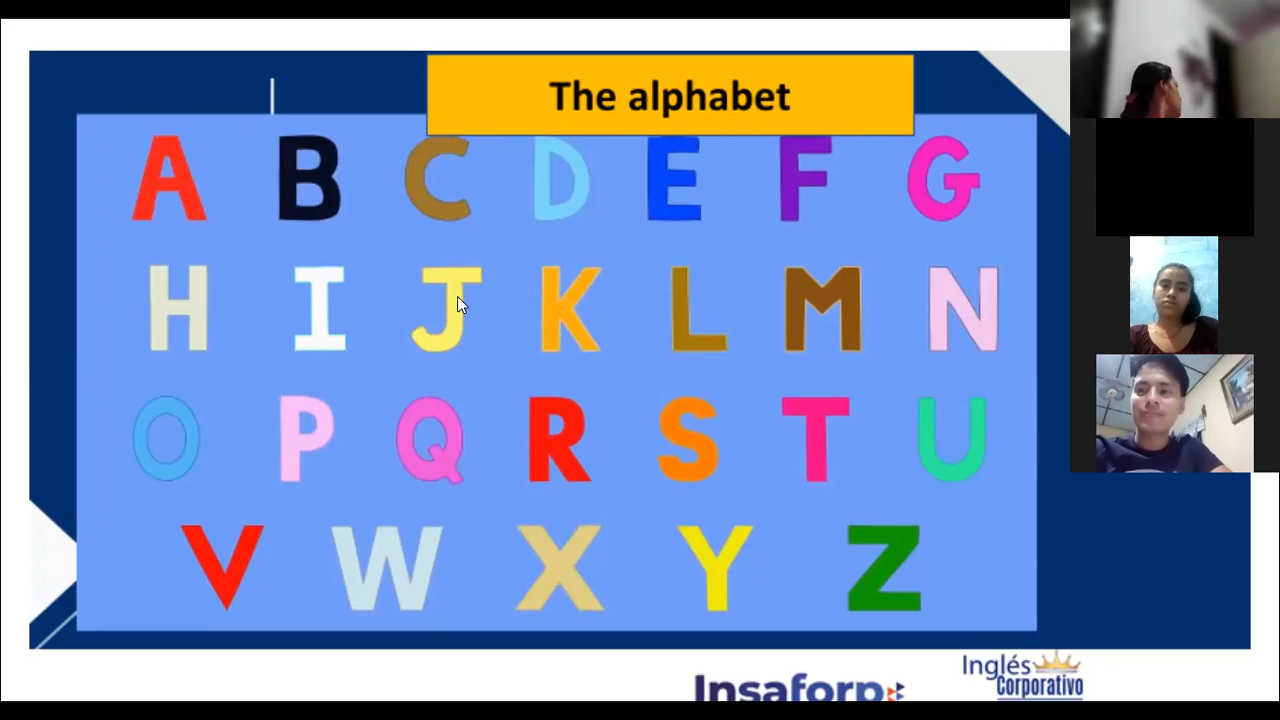 The alphabet
A B C D E F G
H I J K L M N
O P Q R S T U
V W X Y Z
Insaforp
Inglés
Corporativo